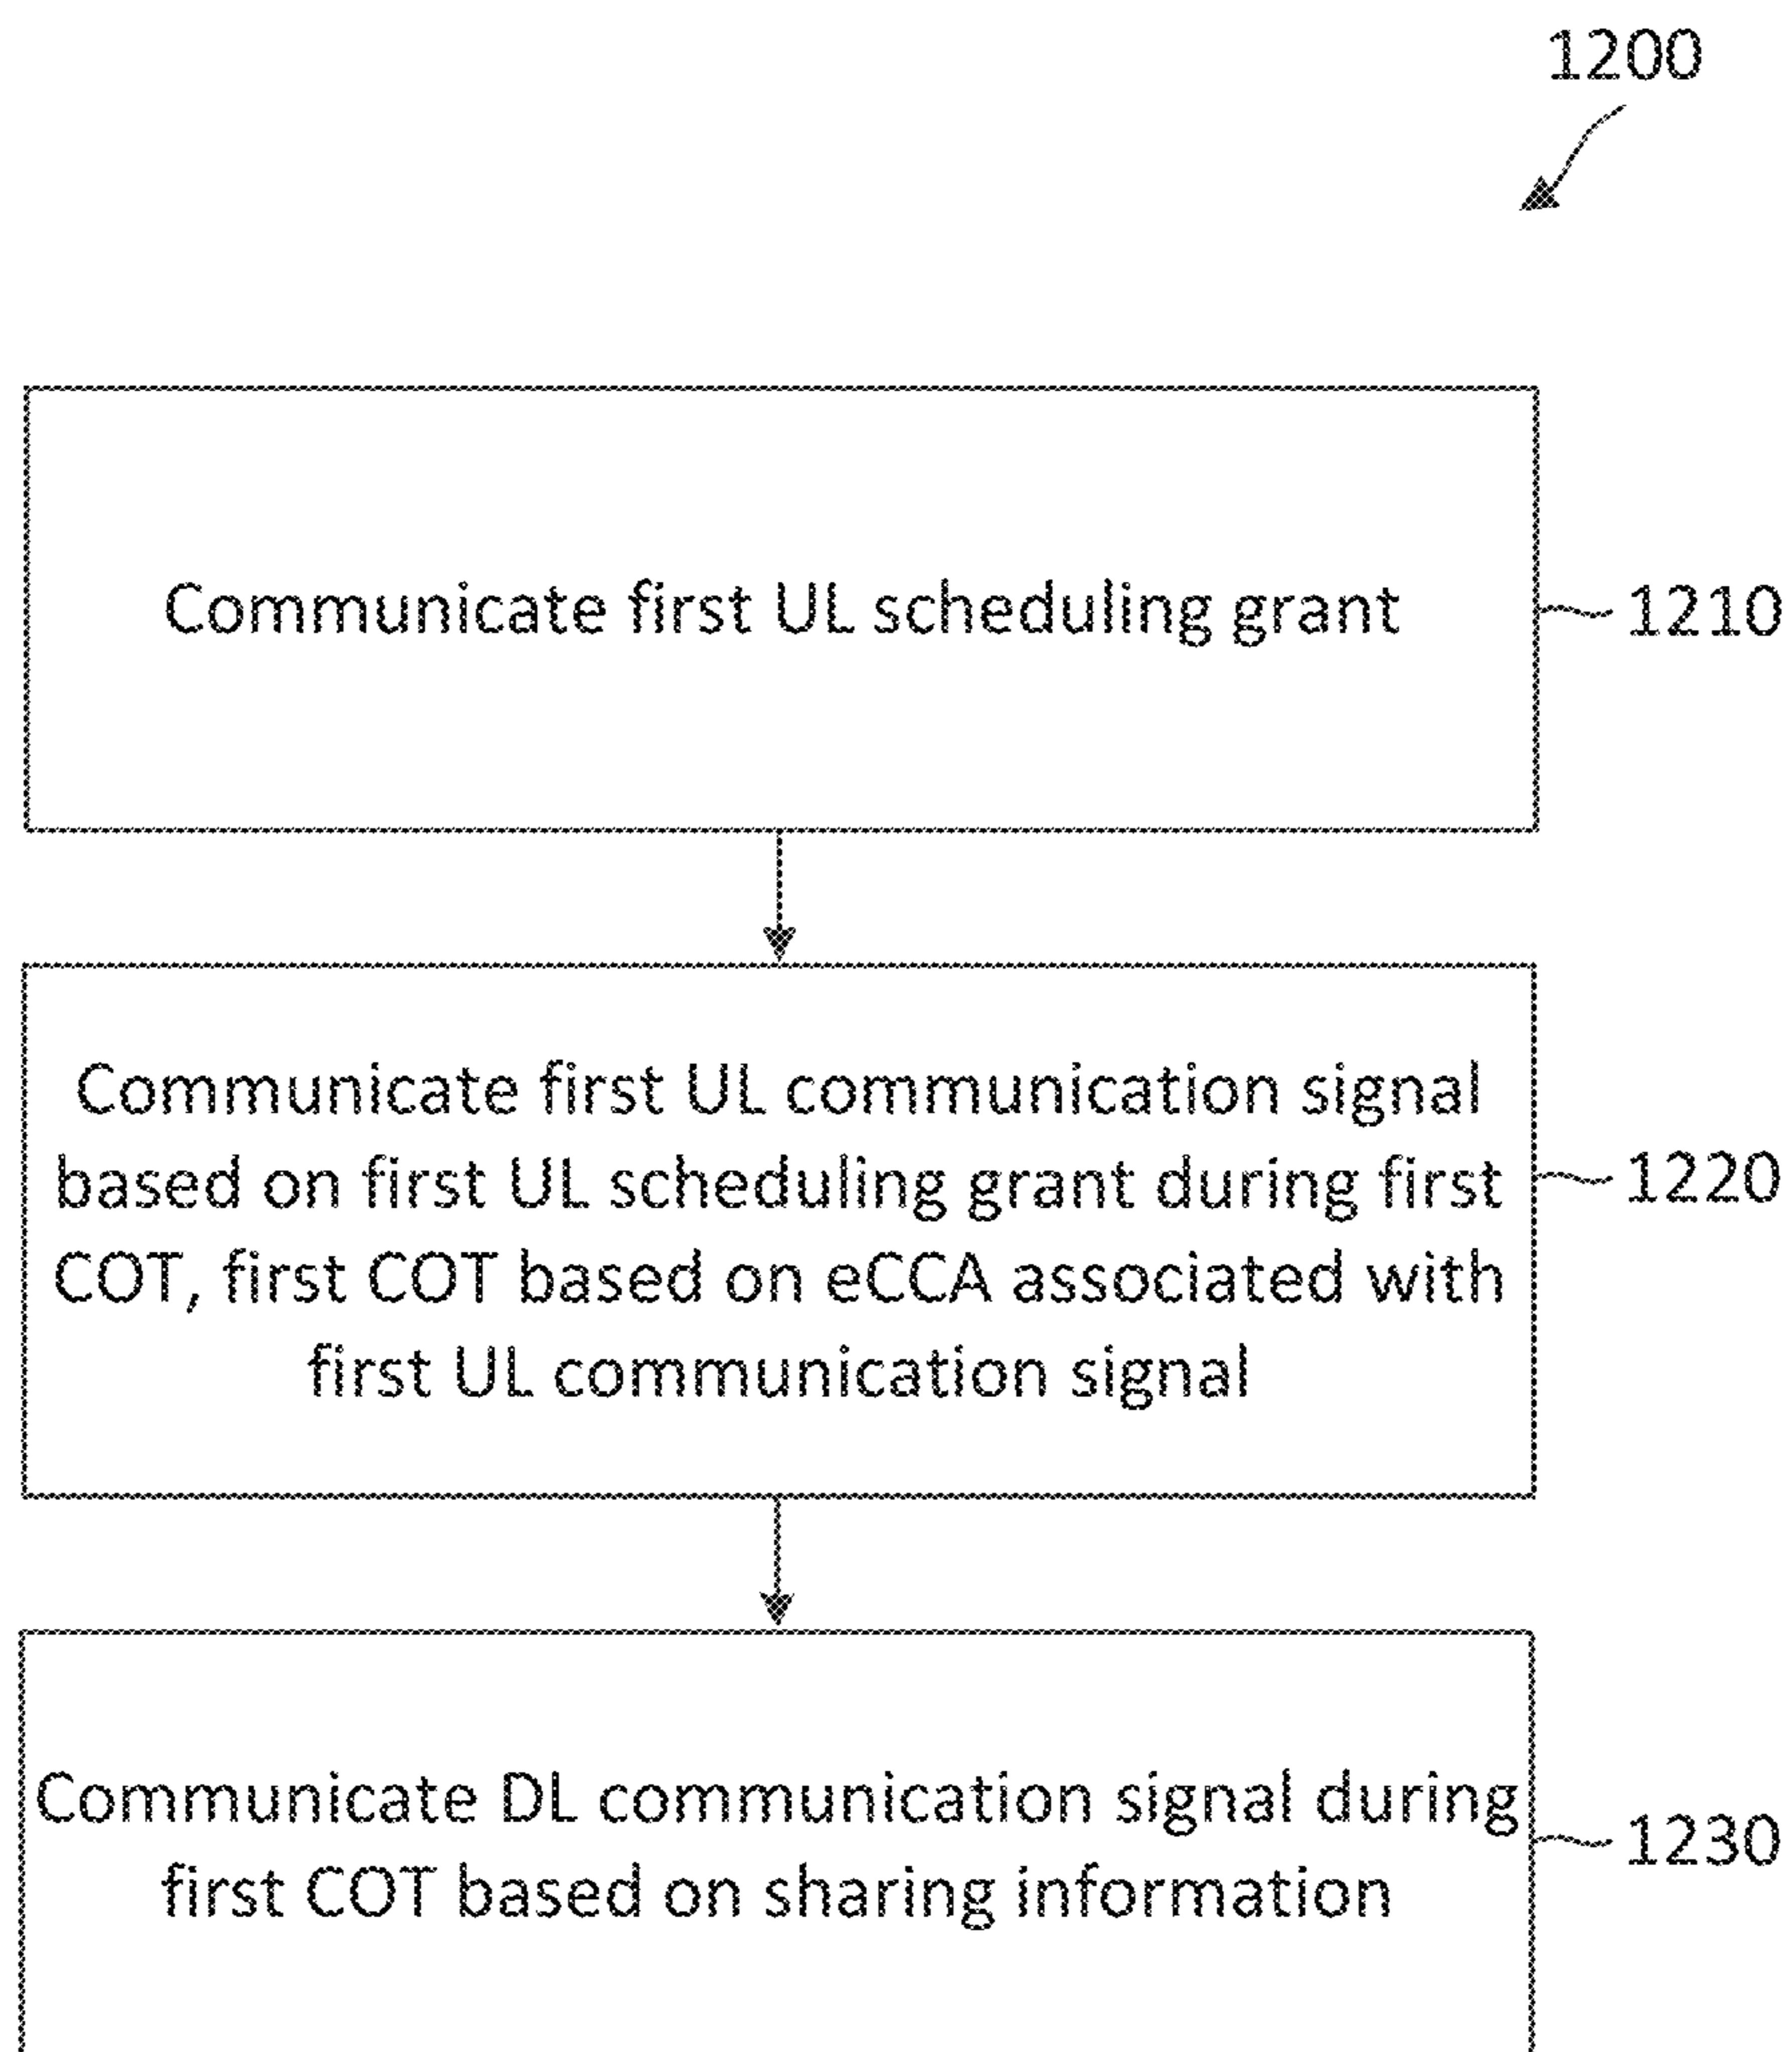 1200
Communicate first UL scheduling grant
1210
Communicate first UL communication signal
based on first UL scheduling grant during first
COT, first COT based on eCCA associated with
first UL communication signal
1220
Communicate DL communication signal during
first COT based on sharing information
1230